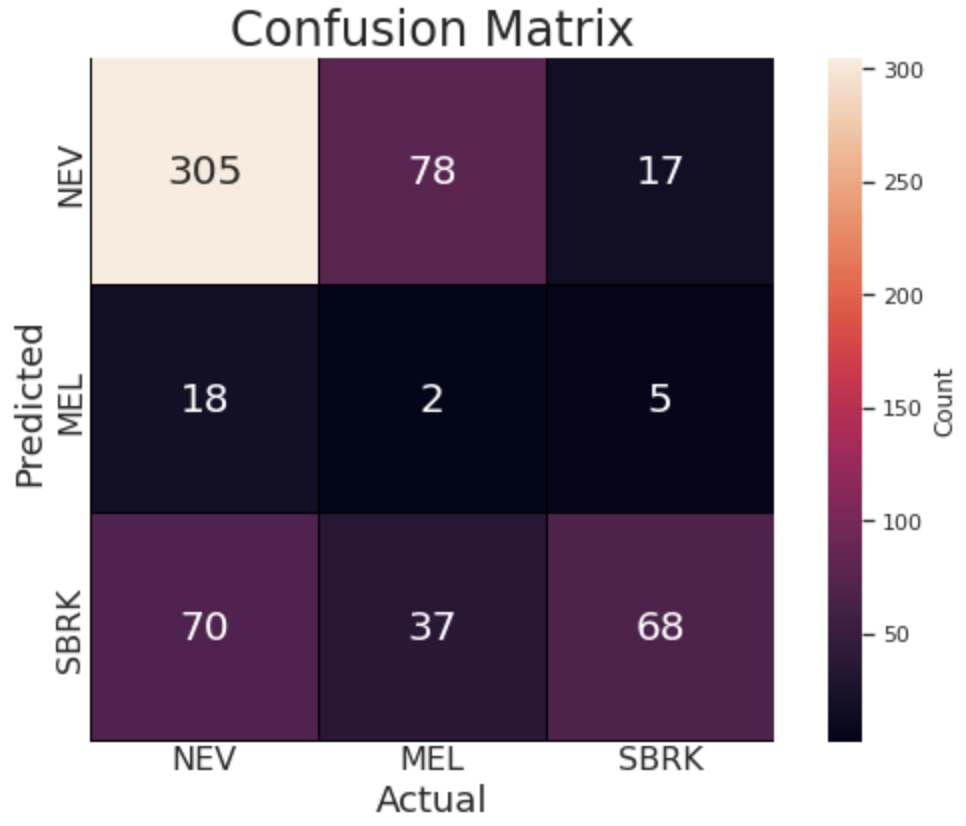 Confusion Matrix
NEV
305
78
17
MEL
18
2
5
SBRK
70
37
68
Predicted
NEV
MEL
SBRK
Actual
300
250
200
150
100
50
Count